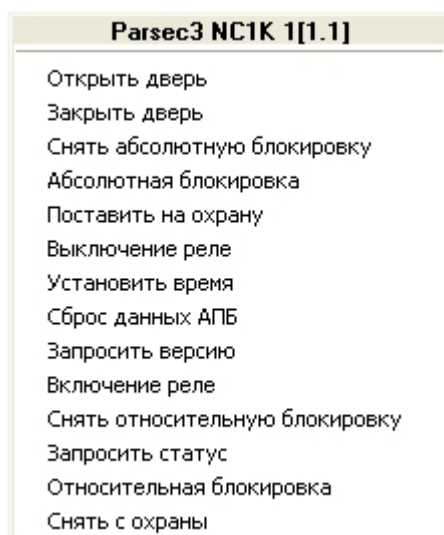 Parsec3 NC1K 1[1.1]
Открыть дверь
Закрыть дверь
Снять абсолютную блокировку
Абсолютная блокировка
Поставить на охрану
Выключение реле
Установить время
Сброс данных АПБ
Запросить версию
Включение реле
Снять относительную блокировку
Запросить статус
Относительная блокировка
Снять с охраны